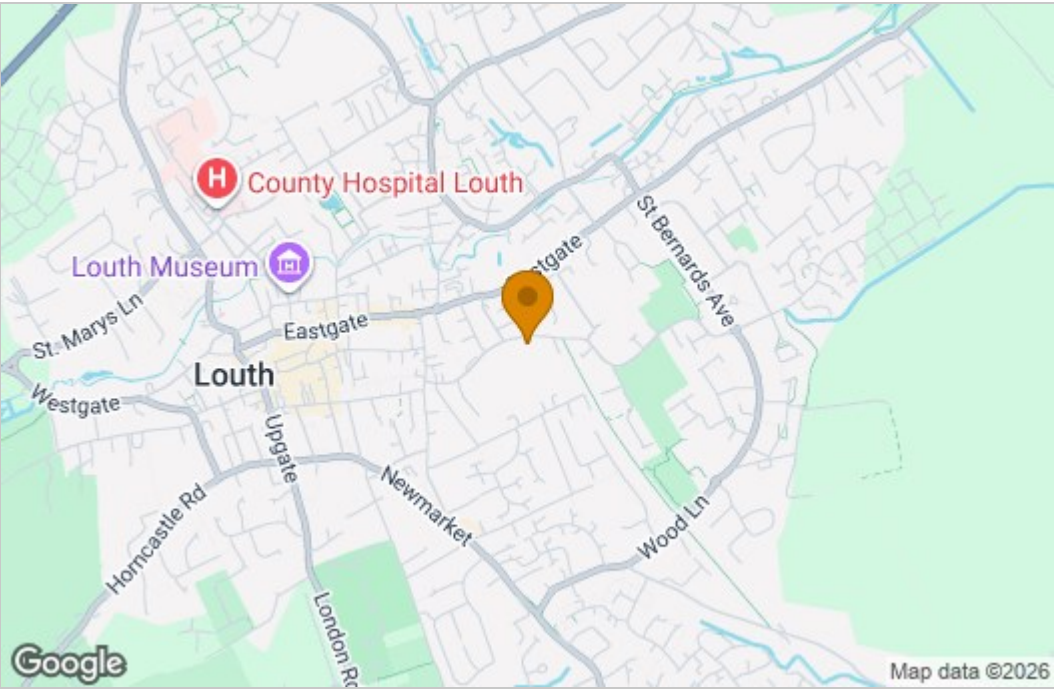 H
County Hospital Louth
Louth Museum
St Bernards Ave
stgate
St. Marys Ln
Eastgate
Louth
Westgate
Upgate
Newmarket
Horncastle Rd
Wood Ln
London Rd
Google
Map data ©2026